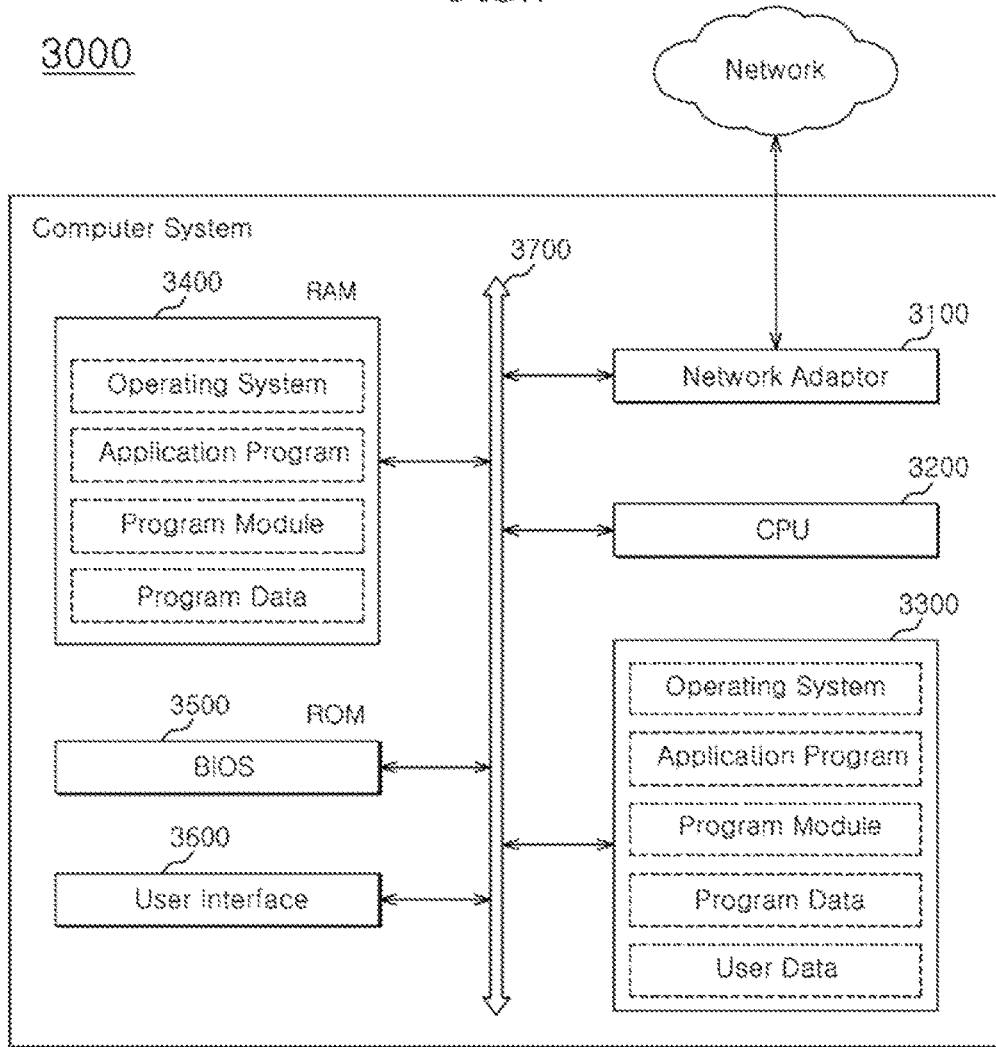 3000
Network
Computer System
3700
3400
RAM
Operating System
Application Program
Program Module
Program Data
3100
Network Adaptor
3200
CPU
3300
Operating System
Application Program
Program Module
Program Data
User Data
3500
ROM
BIOS
3600
User Interface